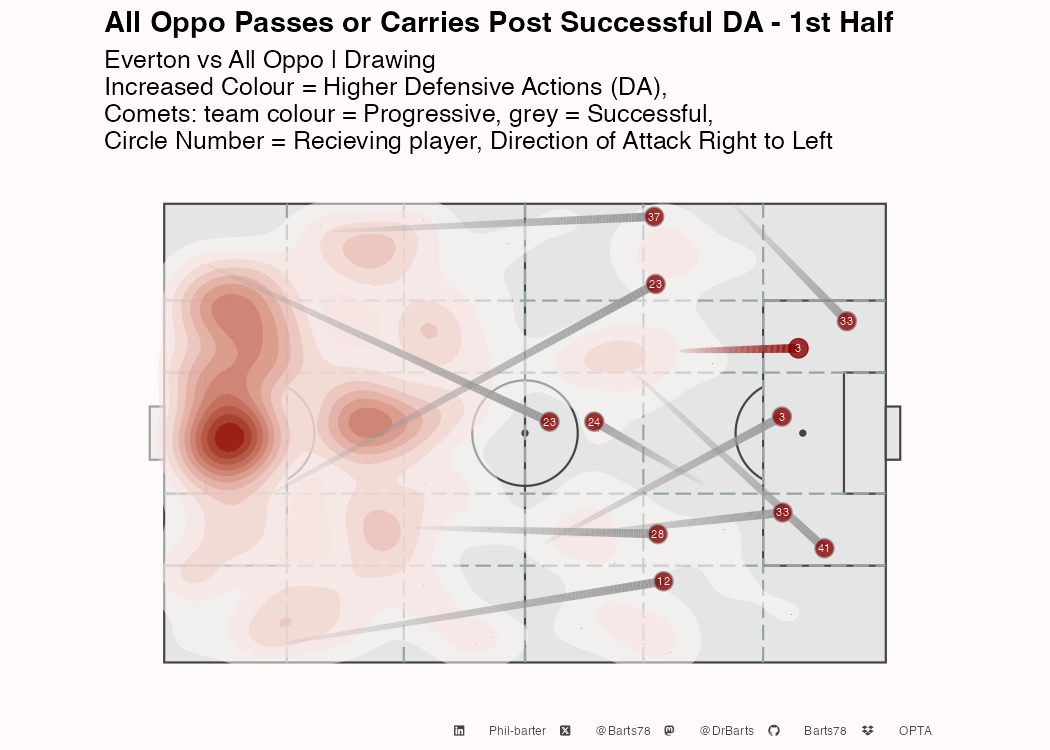 All Oppo Passes or Carries Post Successful DA - 1st Half
Everton vs All Oppo | Drawing
Increased Colour = Higher Defensive Actions (DA),
Comets: team colour = Progressive, grey = Successful,
Circle Number = Recieving player, Direction of Attack Right to Left
37
23
33
3
3
23
24
33
28
41
12
Phil-barter @Barts78 @DrBarts Barts78 OPTA